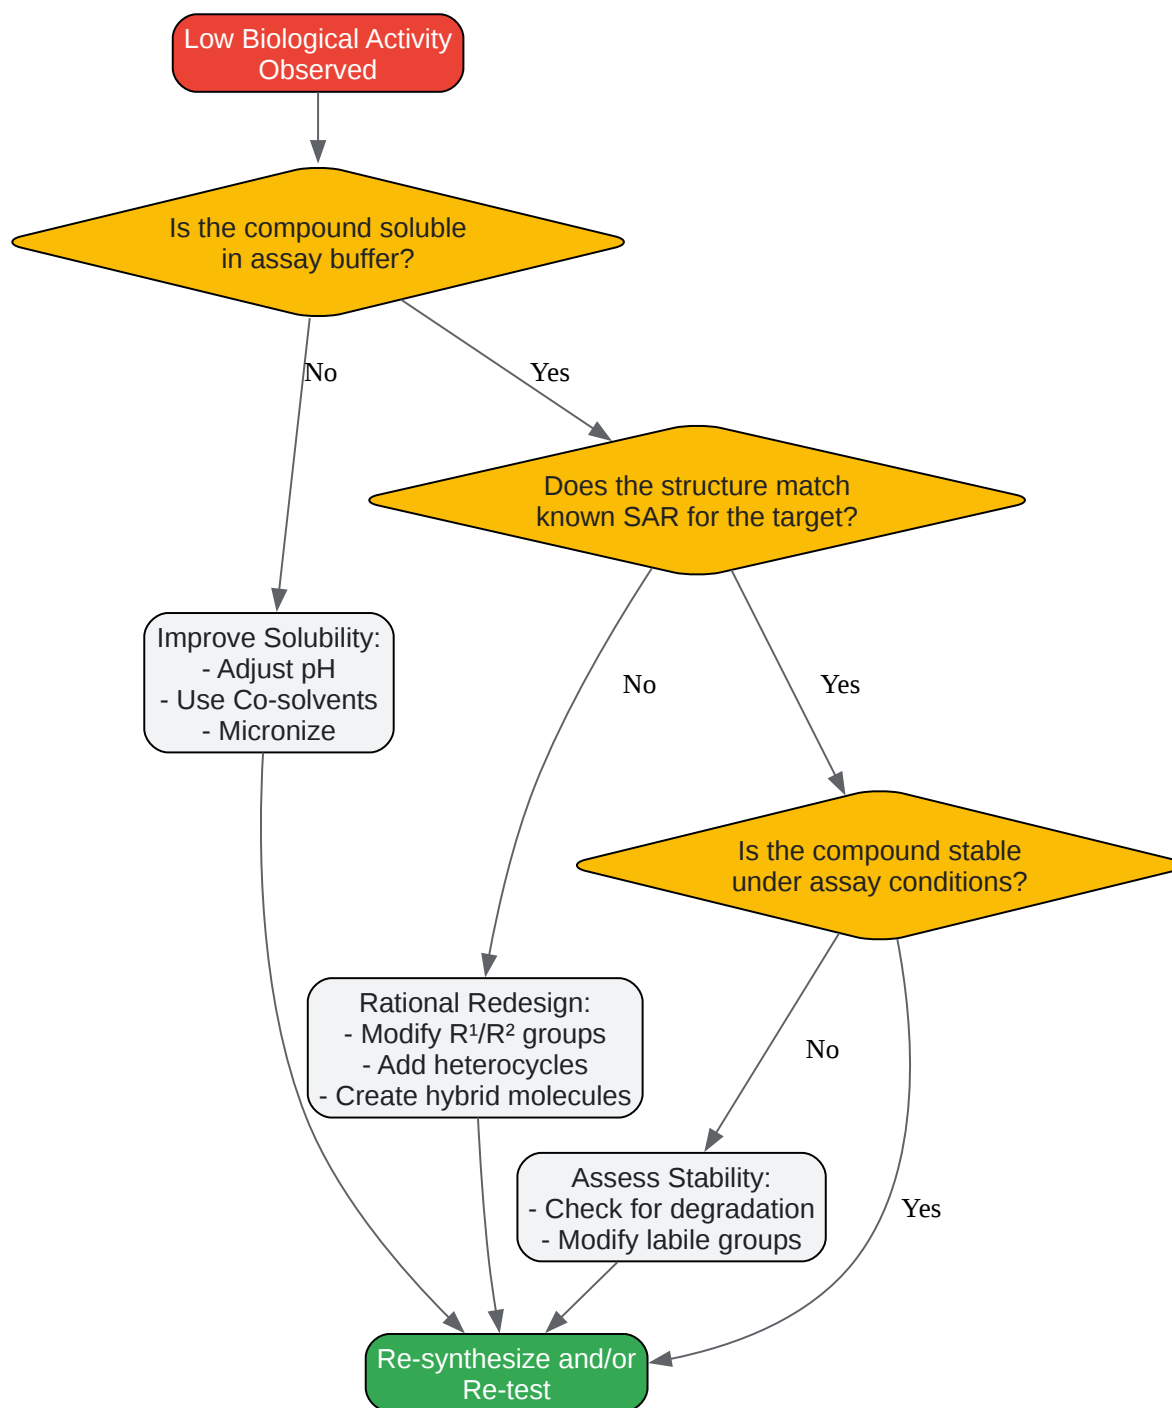 Low Biological Activity
Observed
Is the compound soluble
in assay buffer?
No
Yes
Does the structure match
known SAR for the target?
Improve Solubility:
- Adjust pH
- Use Co-solvents
- Micronize
No
Yes
Is the compound stable
under assay conditions?
Rational Redesign:
- Modify R¹/R² groups
- Add heterocycles
- Create hybrid molecules
No
Yes
Assess Stability:
- Check for degradation
- Modify labile groups
Re-synthesize and/or
Re-test